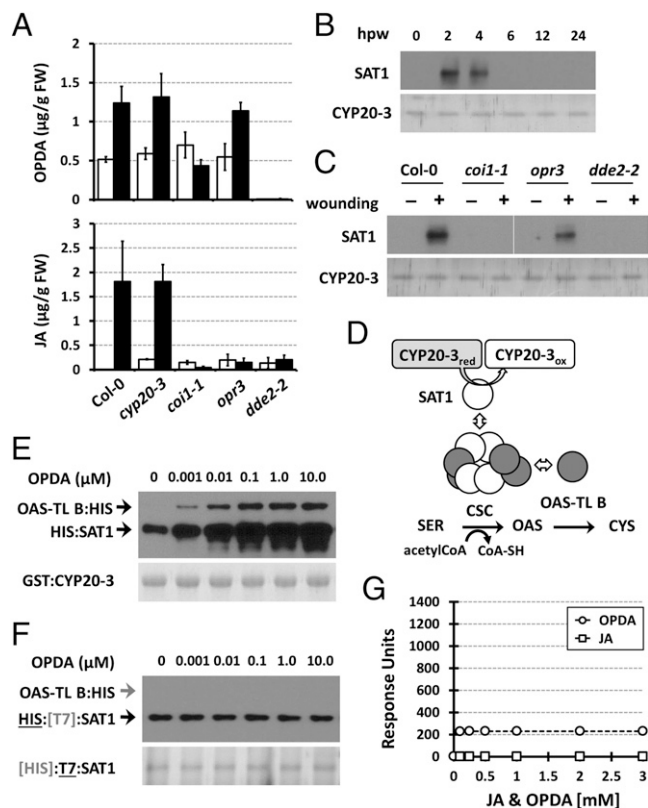 A
OPDA (µg/g FW)
2
1.5
1
0.5
0
JA (µg/g FW)
3
2.5
2
1.5
1
0.5
0
Col-0
cyp20-3
coi1-1
opr3
dde2-2
B
hpw 0 2 4 6 12 24
SAT1
CYP20-3
C
Col-0 coi1-1 opr3 dde2-2
wounding – + – + – + – +
SAT1
CYP20-3
D
CYP20-3red CYP20-3ox
SAT1
CSC OAS-TL B
SER OAS CYS
acetylCoA CoA-SH
E
OPDA (µM) 0 0.001 0.01 0.1 1.0 10.0
OAS-TL B:HIS
HIS:SAT1
GST:CYP20-3
F
OPDA (µM) 0 0.001 0.01 0.1 1.0 10.0
OAS-TL B:HIS
HIS:[T7]:SAT1
[HIS]:T7:SAT1
G
Response Units
1400
1200
1000
800
600
400
200
0
OPDA
JA
0 0.5 1 1.5 2 2.5 3
JA & OPDA [mM]